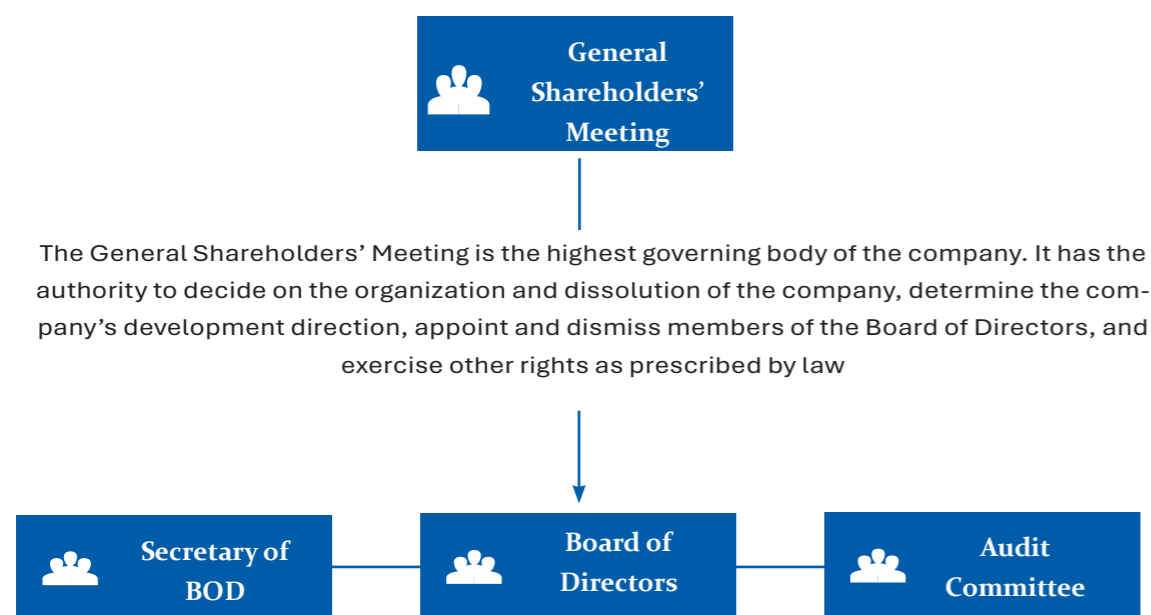 General
Shareholders’
Meeting
The General Shareholders’ Meeting is the highest governing body of the company. It has the
authority to decide on the organization and dissolution of the company, determine the com-
pany’s development direction, appoint and dismiss members of the Board of Directors, and
exercise other rights as prescribed by law
Secretary of
BOD
Board of
Directors
Audit
Committee